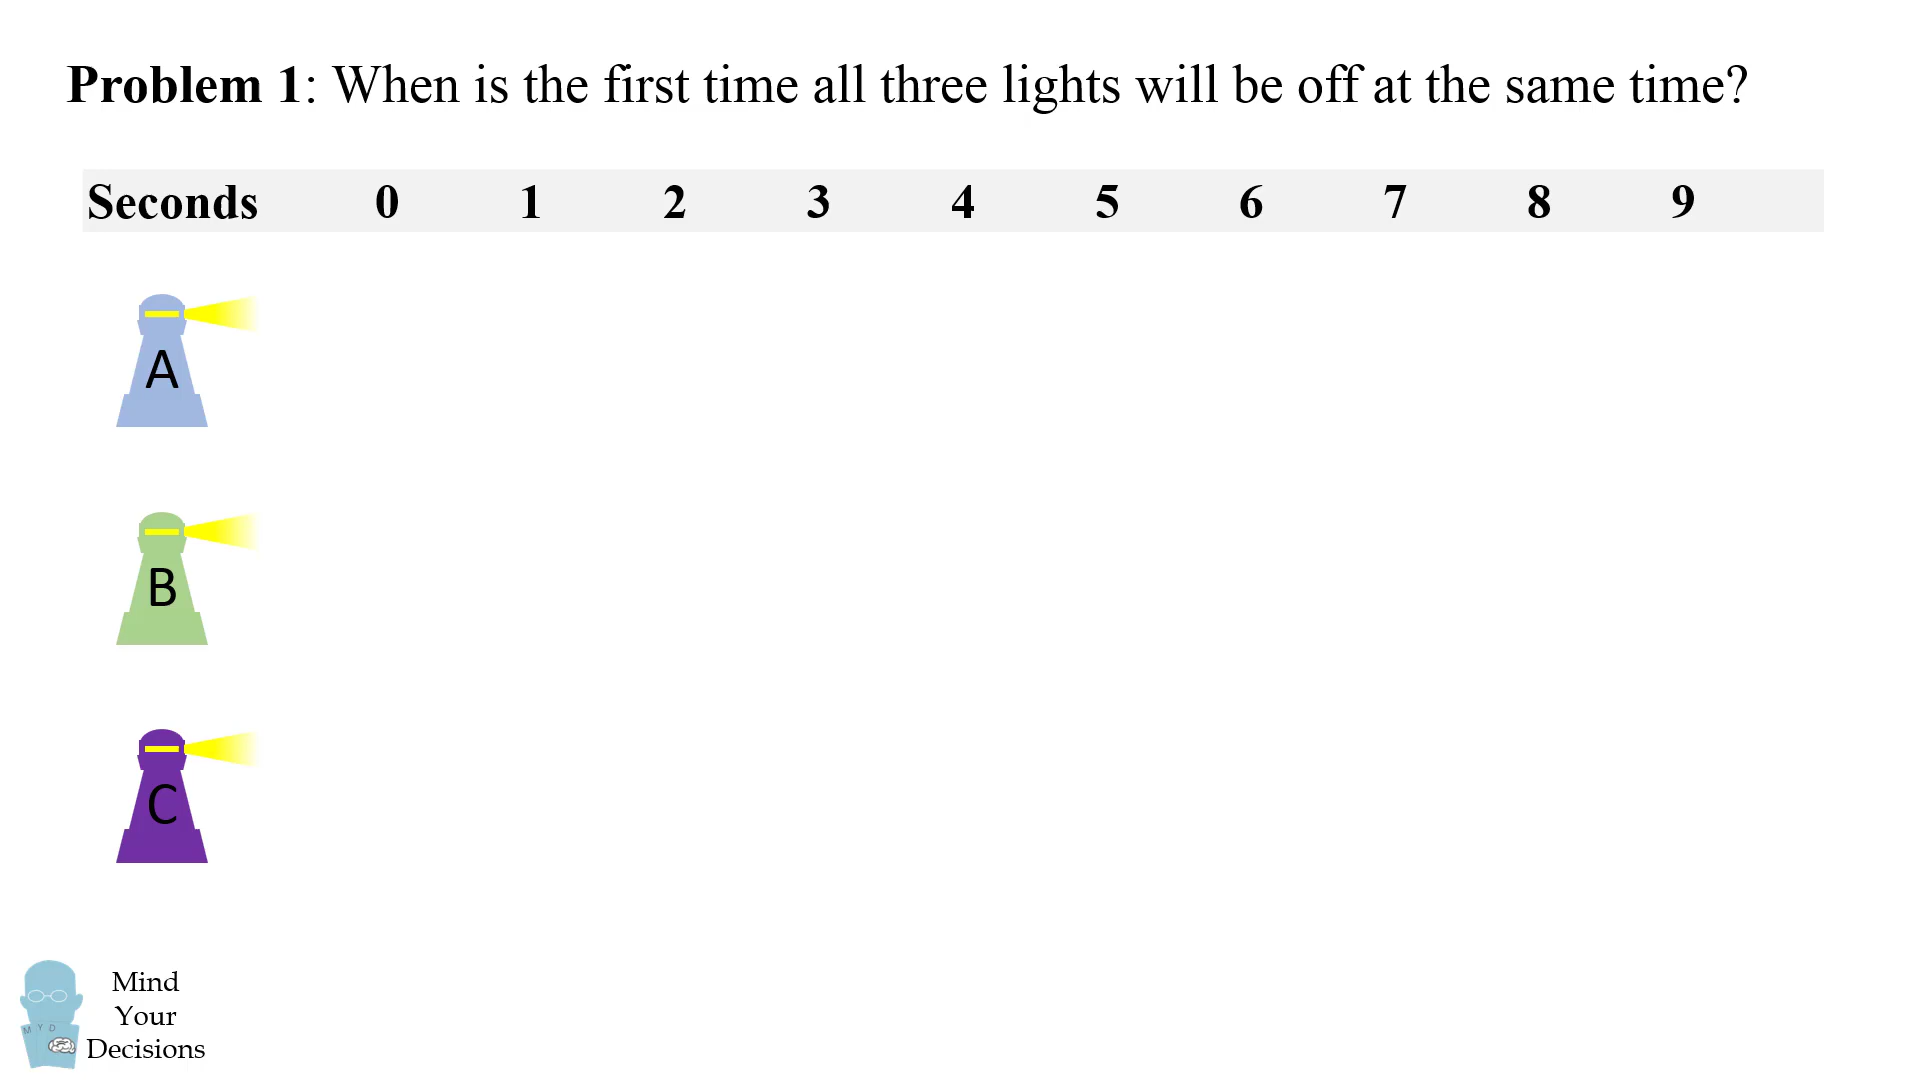 Problem 1: When is the first time all three lights will be off at the same time?
Seconds 0 1 2 3 4 5 6 7 8 9
A
B
C
M Y D
Mind
Your
Decisions